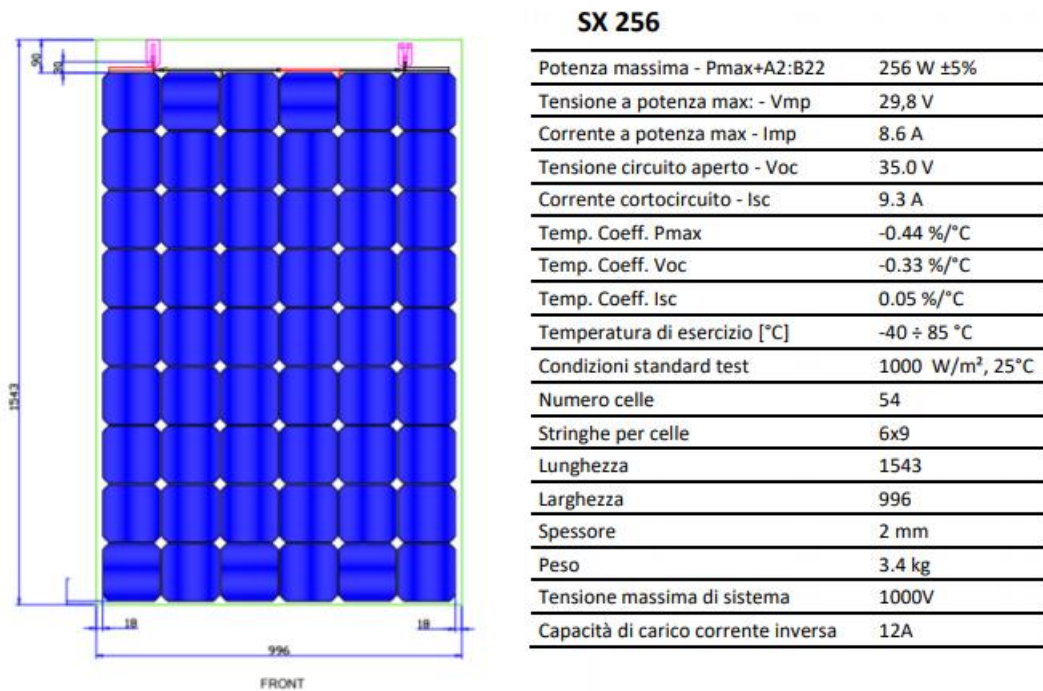 SX 256
90
30
1543
18
18
996
FRONT
Potenza massima - Pmax+A2:B22 256 W ±5%
Tensione a potenza max: - Vmp 29,8 V
Corrente a potenza max - Imp 8.6 A
Tensione circuito aperto - Voc 35.0 V
Corrente cortocircuito - Isc 9.3 A
Temp. Coeff. Pmax -0.44 %/°C
Temp. Coeff. Voc -0.33 %/°C
Temp. Coeff. Isc 0.05 %/°C
Temperatura di esercizio [°C] -40 ÷ 85 °C
Condizioni standard test 1000 W/m², 25°C
Numero celle 54
Stringhe per celle 6x9
Lunghezza 1543
Larghezza 996
Spessore 2 mm
Peso 3.4 kg
Tensione massima di sistema 1000V
Capacità di carico corrente inversa 12A